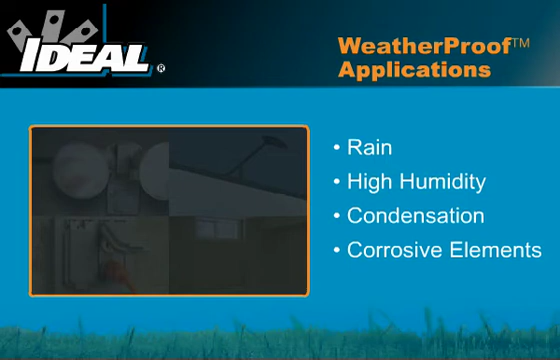 IDEAL®
WeatherProof™
Applications
• Rain
• High Humidity
• Condensation
• Corrosive Elements